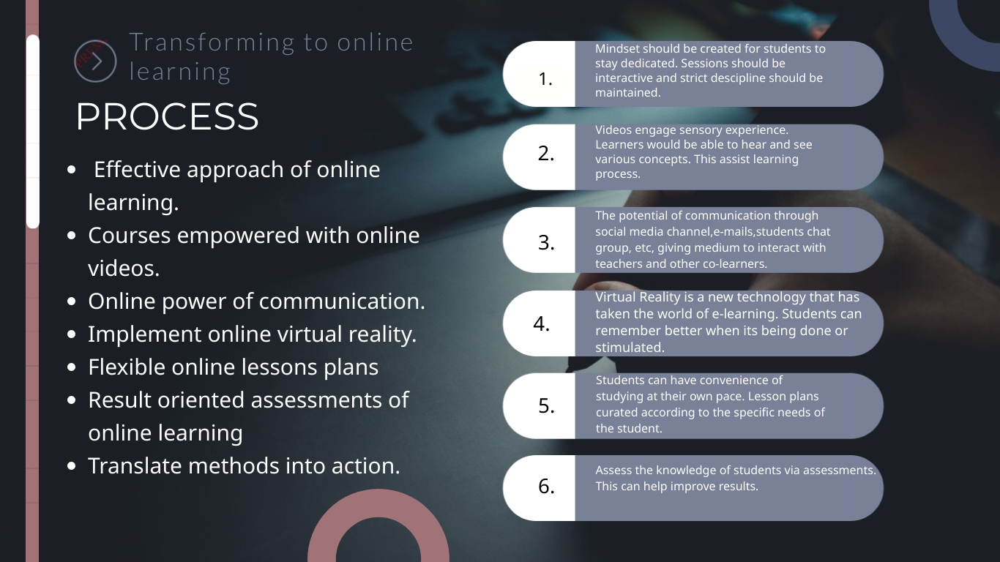 Transforming to online
learning
PROCESS
• Effective approach of online
learning.
• Courses empowered with online
videos.
• Online power of communication.
• Implement online virtual reality.
• Flexible online lessons plans
• Result oriented assessments of
online learning
• Translate methods into action.
1.
Mindset should be created for students to
stay dedicated. Sessions should be
interactive and strict descipline should be
maintained.
2.
Videos engage sensory experience.
Learners would be able to hear and see
various concepts. This assist learning
process.
3.
The potential of communication through
social media channel,e-mails,students chat
group, etc, giving medium to interact with
teachers and other co-learners.
4.
Virtual Reality is a new technology that has
taken the world of e-learning. Students can
remember better when its being done or
stimulated.
5.
Students can have convenience of
studying at their own pace. Lesson plans
curated according to the specific needs of
the student.
6.
Assess the knowledge of students via assessments.
This can help improve results.